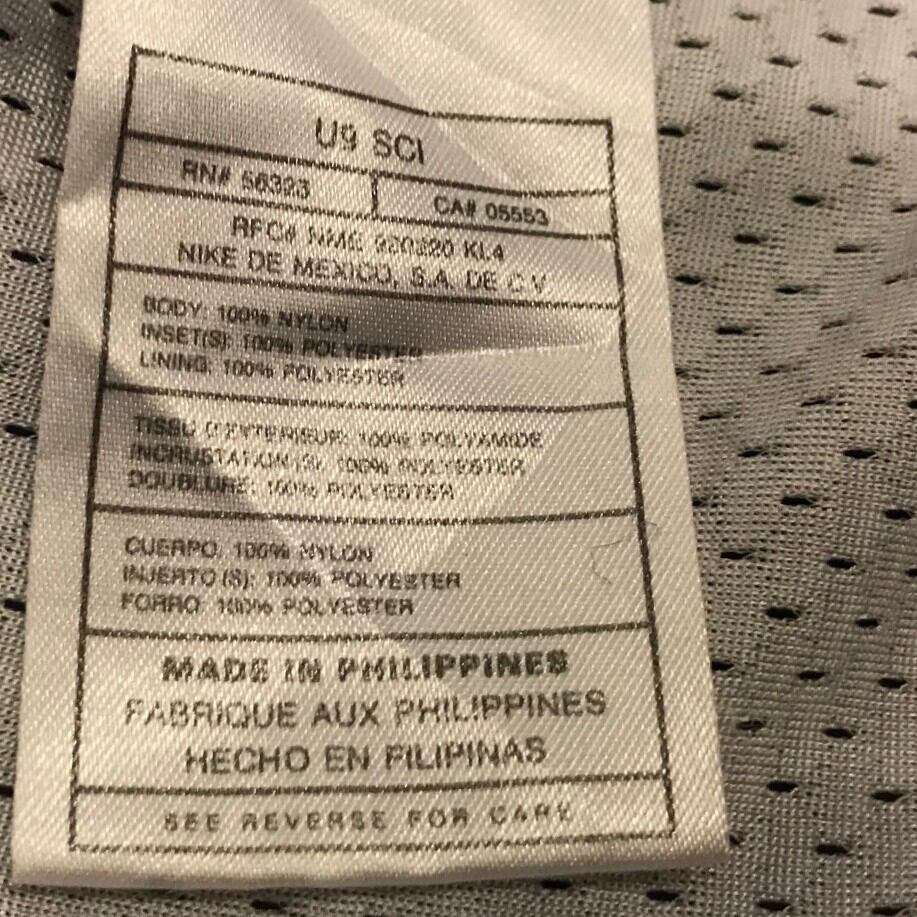 U9 SCI
RN# 56323 CA# 05553
RFC# NME 920320 KL4
NIKE DE MEXICO, S.A. DE C.V.
BODY: 100% NYLON
INSET(S): 100% POLYESTER
LINING: 100% POLYESTER
TISSU D'EXTERIEUR: 100% POLYAMIDE
INCRUSTATION (S): 100% POLYESTER
DOUBLURE: 100% POLYESTER
CUERPO: 100% NYLON
INJERTO (S): 100% POLYESTER
FORRO: 100% POLYESTER
MADE IN PHILIPPINES
FABRIQUE AUX PHILIPPINES
HECHO EN FILIPINAS
SEE REVERSE FOR CARE